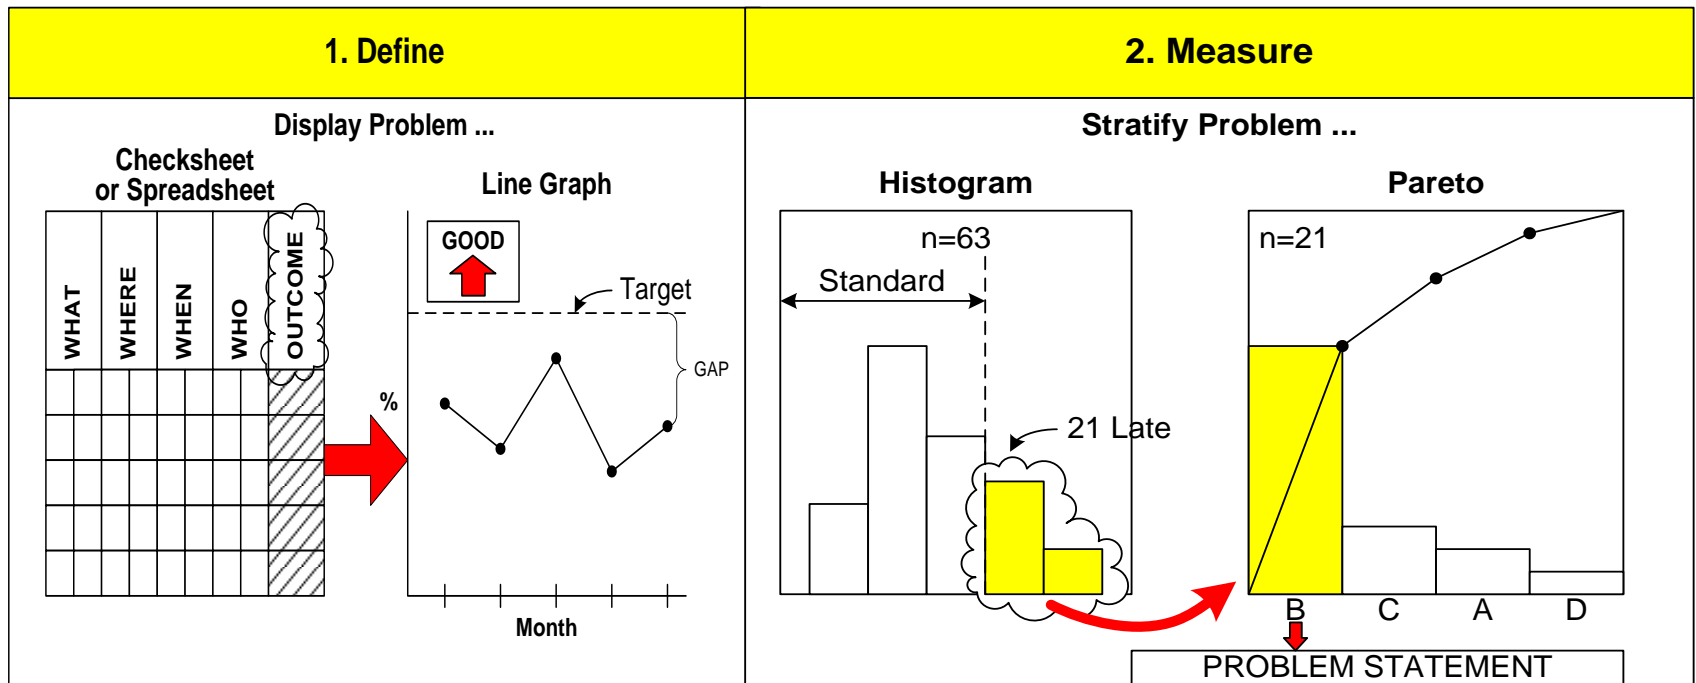 1. Define
2. Measure
Display Problem ...
Checksheet
or Spreadsheet
WHAT
WHERE
WHEN
WHO
OUTCOME
Line Graph
GOOD
Target
GAP
%
Month
Stratify Problem ...
Histogram
n=63
Standard
21 Late
Pareto
n=21
B
C
A
D
PROBLEM STATEMENT